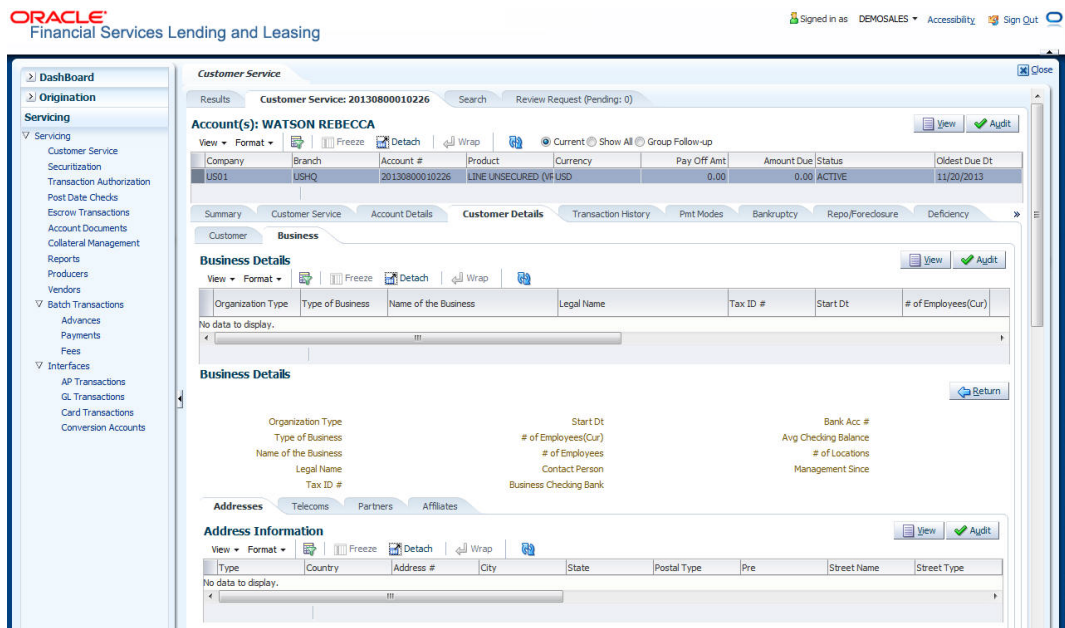 ORACLE
Financial Services Lending and Leasing
Signed in as DEMOSALES Accessibility Sign Out
DashBoard
Origination
Servicing
Servicing
Customer Service
Securitization
Transaction Authorization
Post Date Checks
Escrow Transactions
Account Documents
Collateral Management
Reports
Producers
Vendors
Batch Transactions
Advances
Payments
Fees
Interfaces
AP Transactions
GL Transactions
Card Transactions
Conversion Accounts
Customer Service
Close
Results Customer Service: 20130800010226 Search Review Request (Pending: 0)
Account(s): WATSON REBECCA
View Audit
View Format Freeze Detach Wrap Current Show All Group Follow-up
Company Branch Account # Product Currency Pay Off Amt Amount Due Status Oldest Due Dt
US01 USHQ 20130800010226 LINE UNSECURED (VR USD 0.00 0.00 ACTIVE 11/20/2013
Summary Customer Service Account Details Customer Details Transaction History Pmt Modes Bankruptcy Repo/Foreclosure Deficiency »
Customer Business
Business Details
View Audit
View Format Freeze Detach Wrap
Organization Type Type of Business Name of the Business Legal Name Tax ID # Start Dt # of Employees(Cur)
No data to display.
Business Details
Return
Organization Type Start Dt Bank Acc #
Type of Business # of Employees(Cur) Avg Checking Balance
Name of the Business # of Employees # of Locations
Legal Name Contact Person Management Since
Tax ID # Business Checking Bank
Addresses Telecoms Partners Affiliates
Address Information
View Audit
View Format Freeze Detach Wrap
Type Country Address # City State Postal Type Pre Street Name Street Type
No data to display.